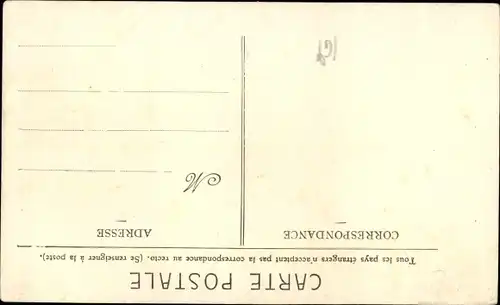 CARTE POSTALE
Tous les pays étrangers n'acceptent pas la correspondance au recto. (Se renseigner à la poste).
CORRESPONDANCE
ADRESSE
M